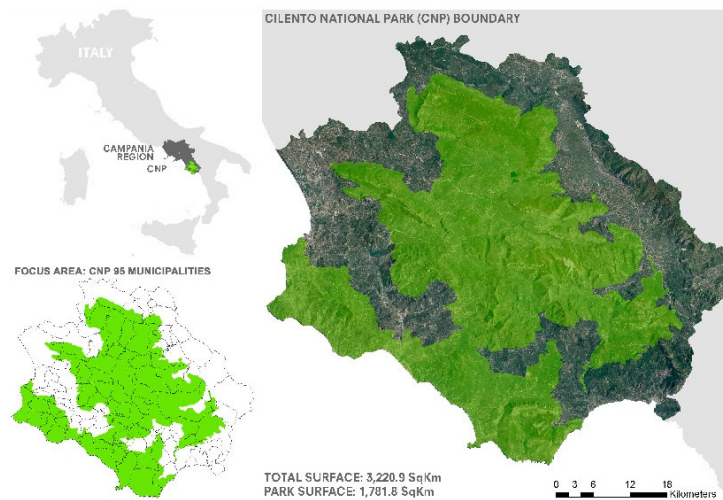 CILENTO NATIONAL PARK (CNP) BOUNDARY
ITALY
CAMPANIA
REGION
CNP
FOCUS AREA: CNP 95 MUNICIPALITIES
TOTAL SURFACE: 3,220.9 SqKm
PARK SURFACE: 1,781.8 SqKm
0 3 6 12 18
Kilometers